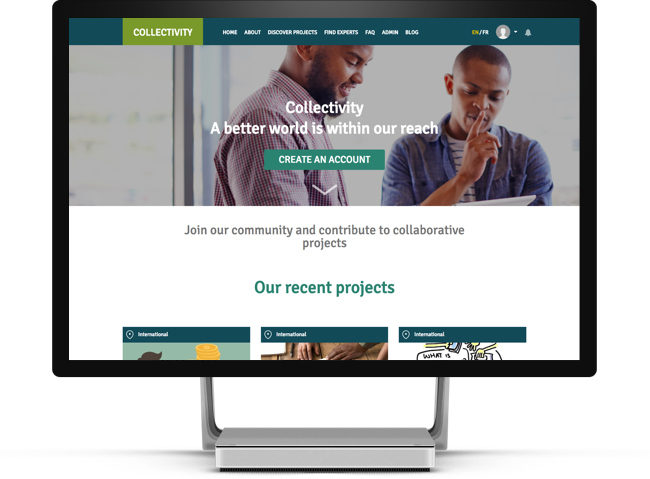 COLLECTIVITY HOME ABOUT DISCOVER PROJECTS FIND EXPERTS FAQ ADMIN BLOG EN/FR
Collectivity
A better world is within our reach
CREATE AN ACCOUNT
Join our community and contribute to collaborative
projects
Our recent projects
International International International
WHAT IS